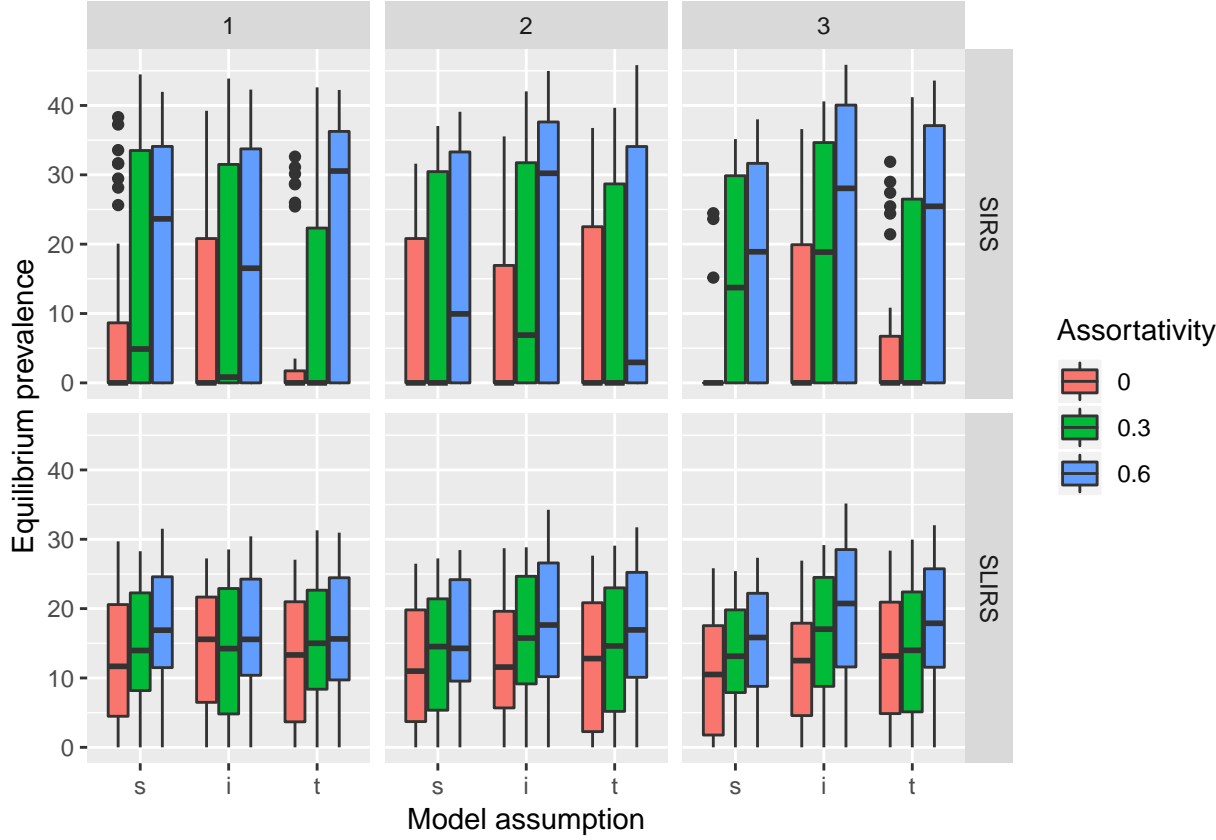 1 2 3
40
30
20
10
0
SIRS
40
30
20
10
0
SLIRS
Equilibrium prevalence
s i t s i t s i t
Model assumption
Assortativity
0
0.3
0.6